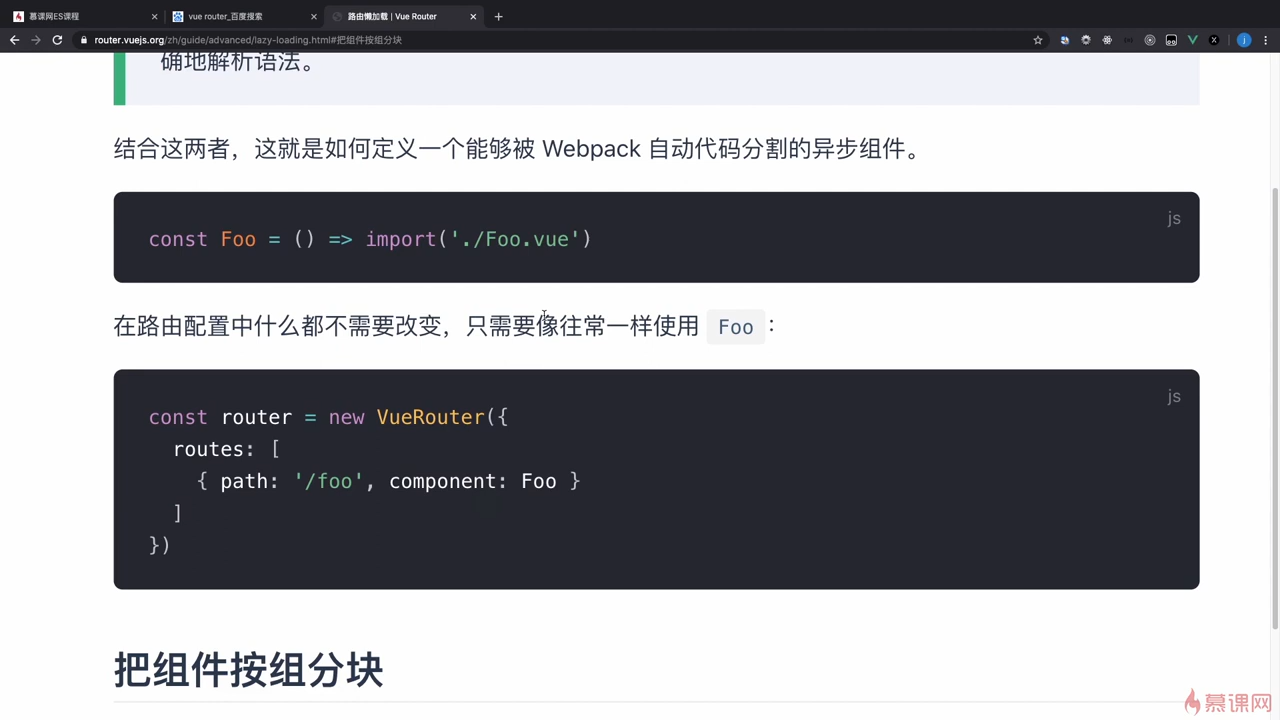 慕课网ES课程
vue router_百度搜索
路由懒加载 | Vue Router
router.vuejs.org/zh/guide/advanced/lazy-loading.html#把组件按组分块
确地解析语法。
结合这两者，这就是如何定义一个能够被 Webpack 自动代码分割的异步组件。
js
const Foo = () => import('./Foo.vue')
在路由配置中什么都不需要改变，只需要像往常一样使用 Foo：
js
const router = new VueRouter({
  routes: [
    { path: '/foo', component: Foo }
  ]
})
把组件按组分块
慕课网